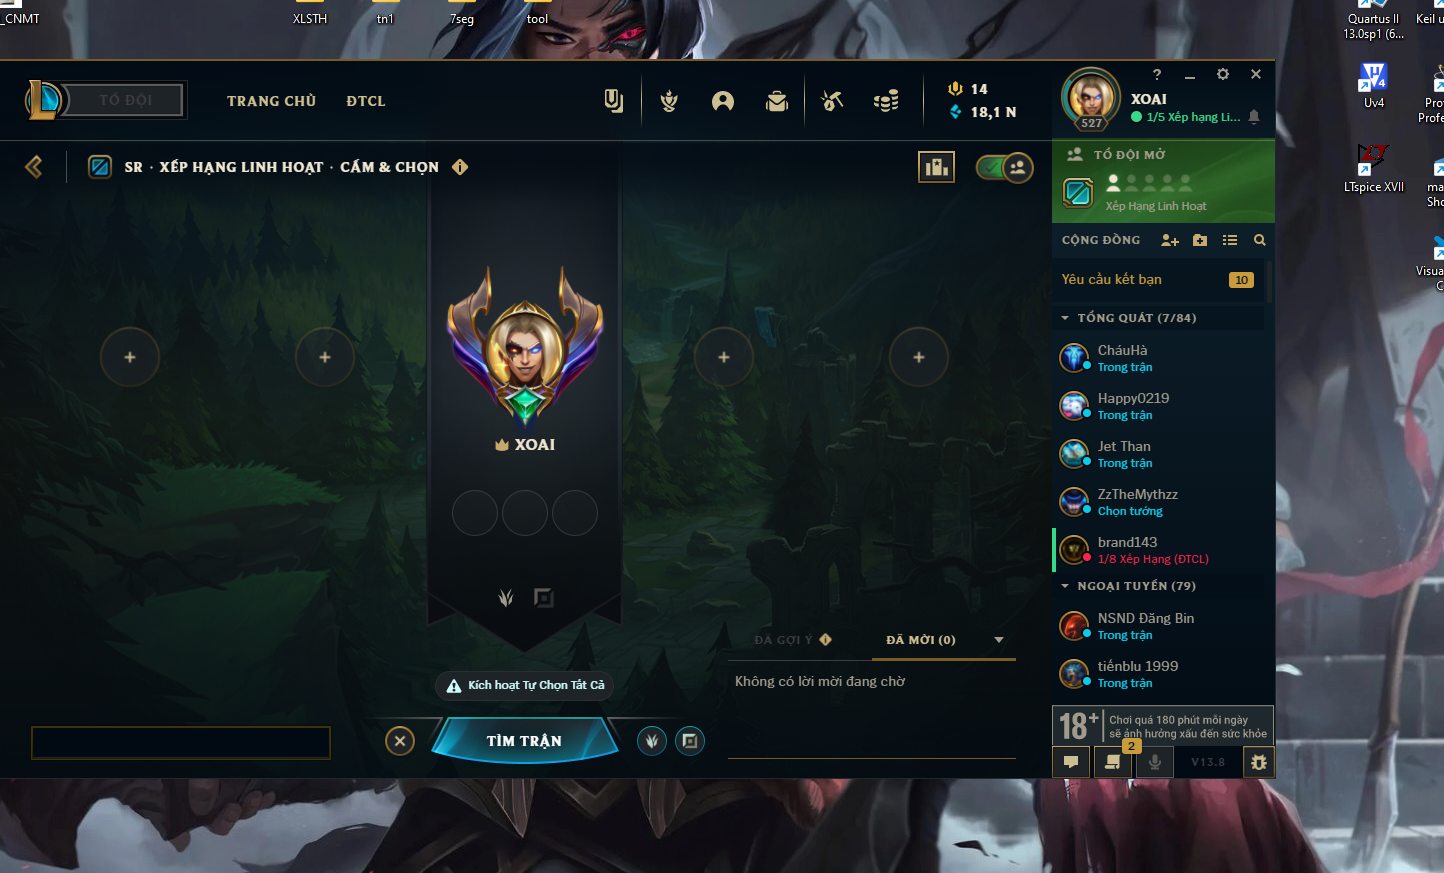 _CNMT
XLSTH
tn1
7seg
tool
Quartus II
13.0sp1 (6...
Keil u
Uv4
Prot
Profe...
LTspice XVII
ma
Sho
Visua
C
TỔ ĐỘI
TRANG CHỦ
ĐTCL
14
18,1 N
?
527
XOAI
1/5 Xếp hạng Li...
SR · XẾP HẠNG LINH HOẠT · CẤM & CHỌN
TỔ ĐỘI MỞ
Xếp Hạng Linh Hoạt
CỘNG ĐỒNG
Yêu cầu kết bạn
10
TỔNG QUÁT (7/84)
CháuHà
Trong trận
Happy0219
Trong trận
Jet Than
Trong trận
ZzTheMythzz
Chọn tướng
brand143
1/8 Xếp Hạng (ĐTCL)
NGOẠI TUYẾN (79)
NSND Đăng Bin
Trong trận
tiếnblu 1999
Trong trận
XOAI
ĐÃ GỢI Ý
ĐÃ MỜI (0)
Không có lời mời đang chờ
Kích hoạt Tự Chọn Tất Cả
TÌM TRẬN
18+
Chơi quá 180 phút mỗi ngày
sẽ ảnh hưởng xấu đến sức khỏe
2
V13.8